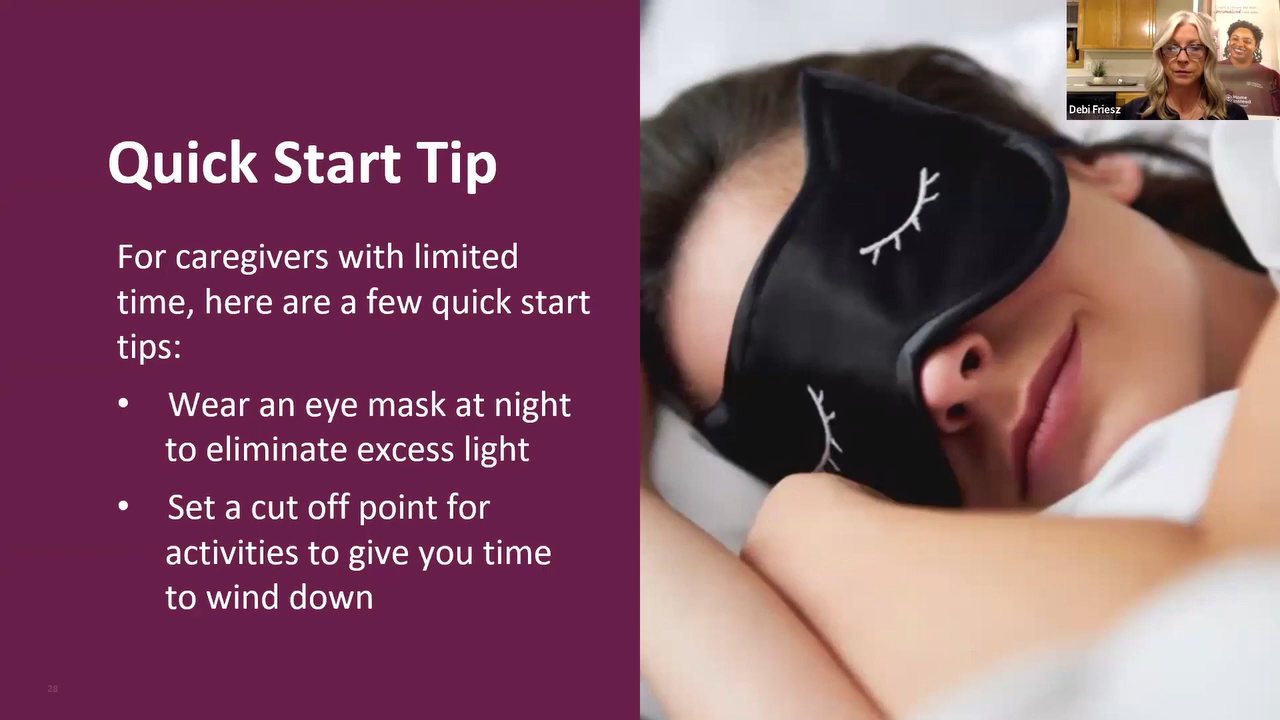 Quick Start Tip
For caregivers with limited
time, here are a few quick start
tips:
• Wear an eye mask at night
to eliminate excess light
• Set a cut off point for
activities to give you time
to wind down
28
Debi Friesz